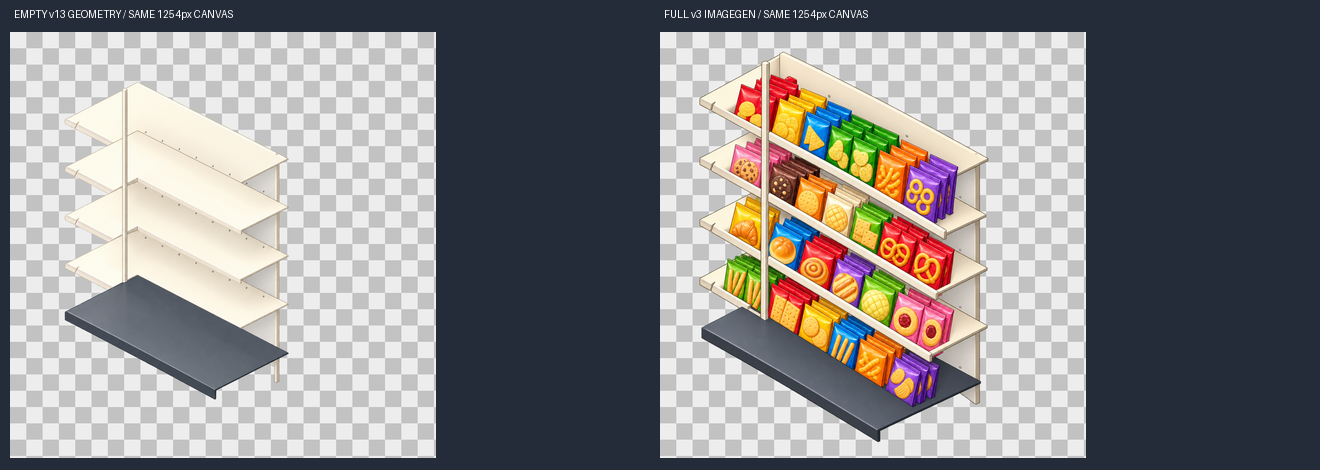 EMPTY v13 GEOMETRY / SAME 1254px CANVAS
FULL v3 IMAGEGEN / SAME 1254px CANVAS